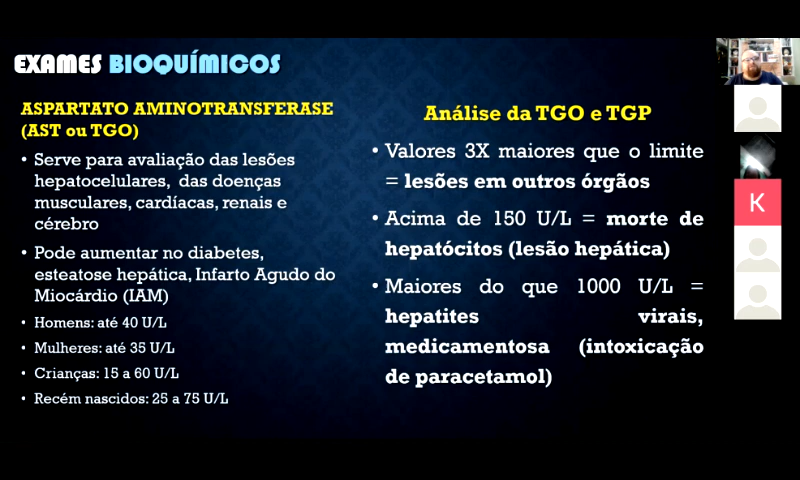 EXAMES BIOQUÍMICOS
ASPARTATO AMINOTRANSFERASE
(AST ou TGO)
• Serve para avaliação das lesões
hepatocelulares, das doenças
musculares, cardíacas, renais e
cérebro
• Pode aumentar no diabetes,
esteatose hepática, Infarto Agudo do
Miocárdio (IAM)
• Homens: até 40 U/L
• Mulheres: até 35 U/L
• Crianças: 15 a 60 U/L
• Recém nascidos: 25 a 75 U/L
Análise da TGO e TGP
• Valores 3X maiores que o limite
= lesões em outros órgãos
• Acima de 150 U/L = morte de
hepatócitos (lesão hepática)
• Maiores do que 1000 U/L =
hepatites virais,
medicamentosa (intoxicação
de paracetamol)
K